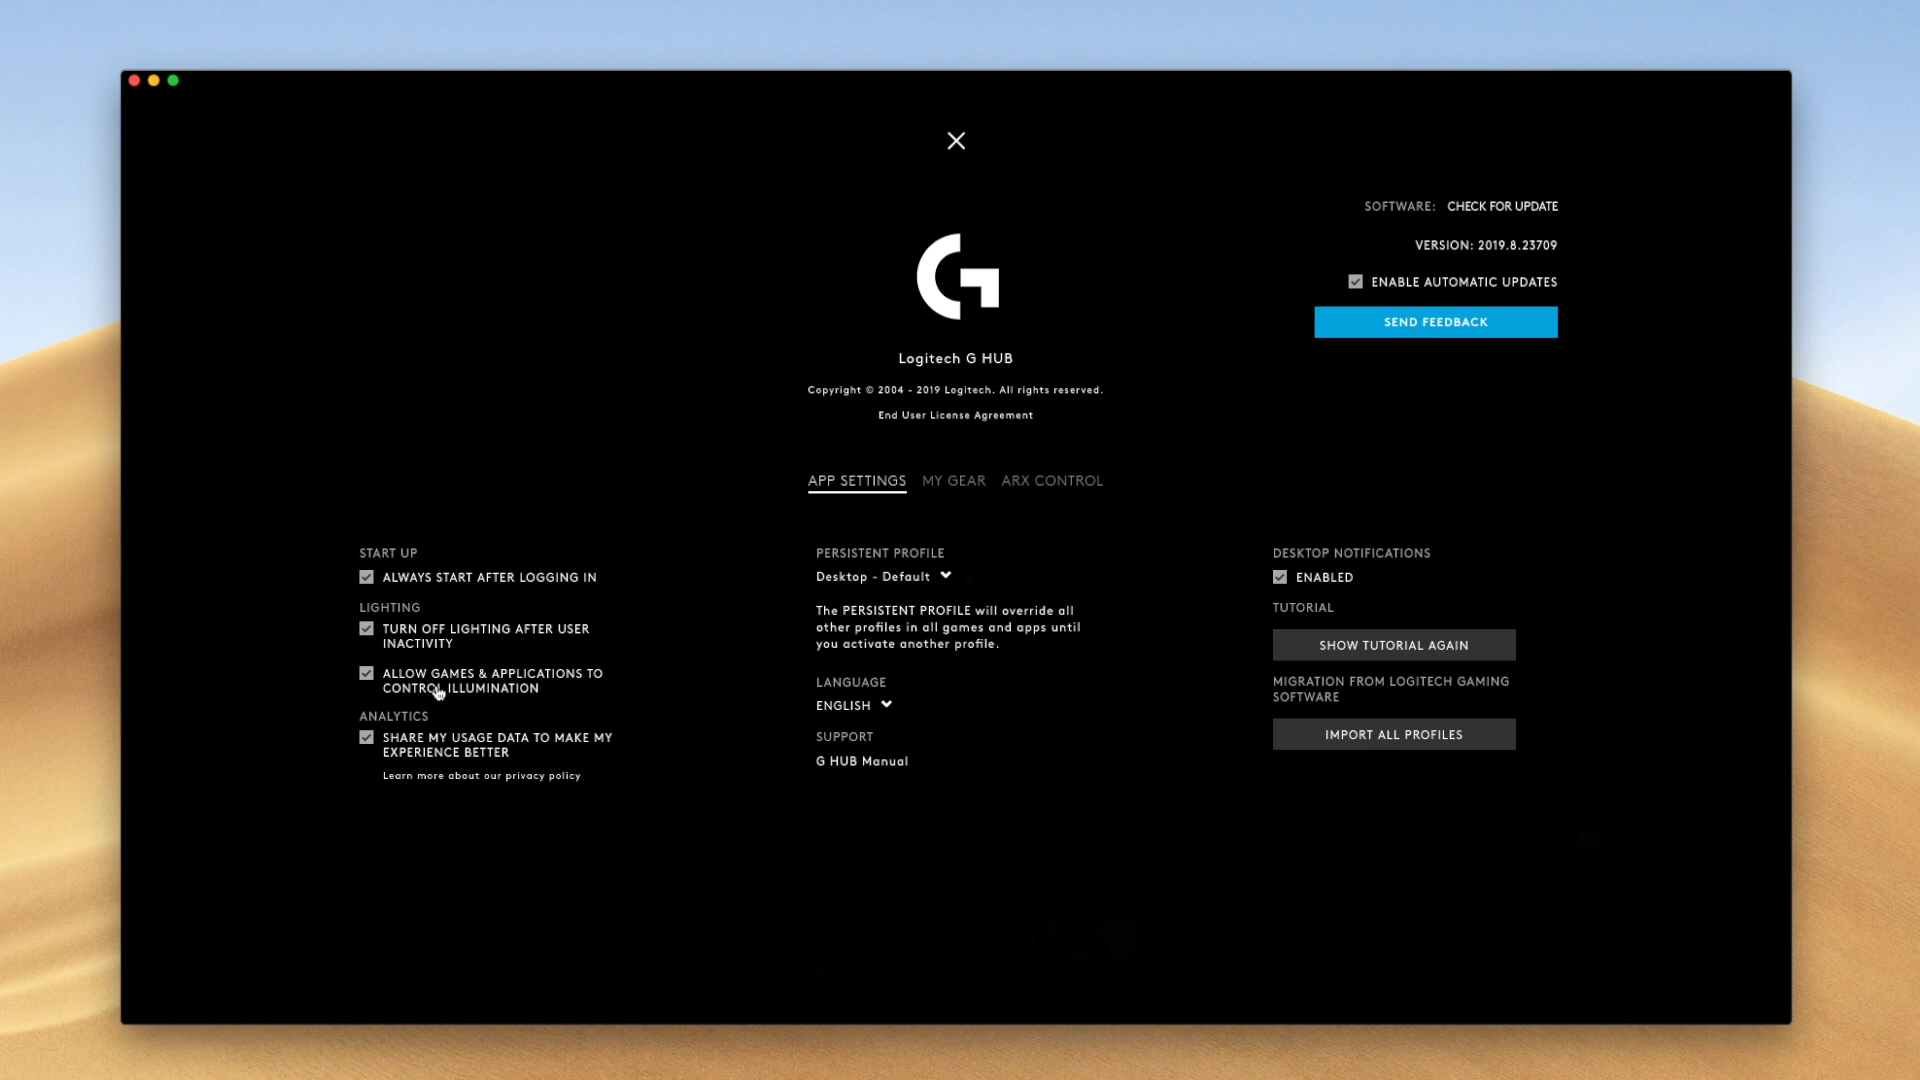 SOFTWARE: CHECK FOR UPDATE
VERSION: 2019.8.23709
ENABLE AUTOMATIC UPDATES
SEND FEEDBACK
Logitech G HUB
Copyright © 2004 - 2019 Logitech. All rights reserved.
End User License Agreement
APP SETTINGS MY GEAR ARX CONTROL
START UP
ALWAYS START AFTER LOGGING IN
LIGHTING
TURN OFF LIGHTING AFTER USER
INACTIVITY
ALLOW GAMES & APPLICATIONS TO
CONTROL ILLUMINATION
ANALYTICS
SHARE MY USAGE DATA TO MAKE MY
EXPERIENCE BETTER
Learn more about our privacy policy
PERSISTENT PROFILE
Desktop - Default
The PERSISTENT PROFILE will override all
other profiles in all games and apps until
you activate another profile.
LANGUAGE
ENGLISH
SUPPORT
G HUB Manual
DESKTOP NOTIFICATIONS
ENABLED
TUTORIAL
SHOW TUTORIAL AGAIN
MIGRATION FROM LOGITECH GAMING
SOFTWARE
IMPORT ALL PROFILES